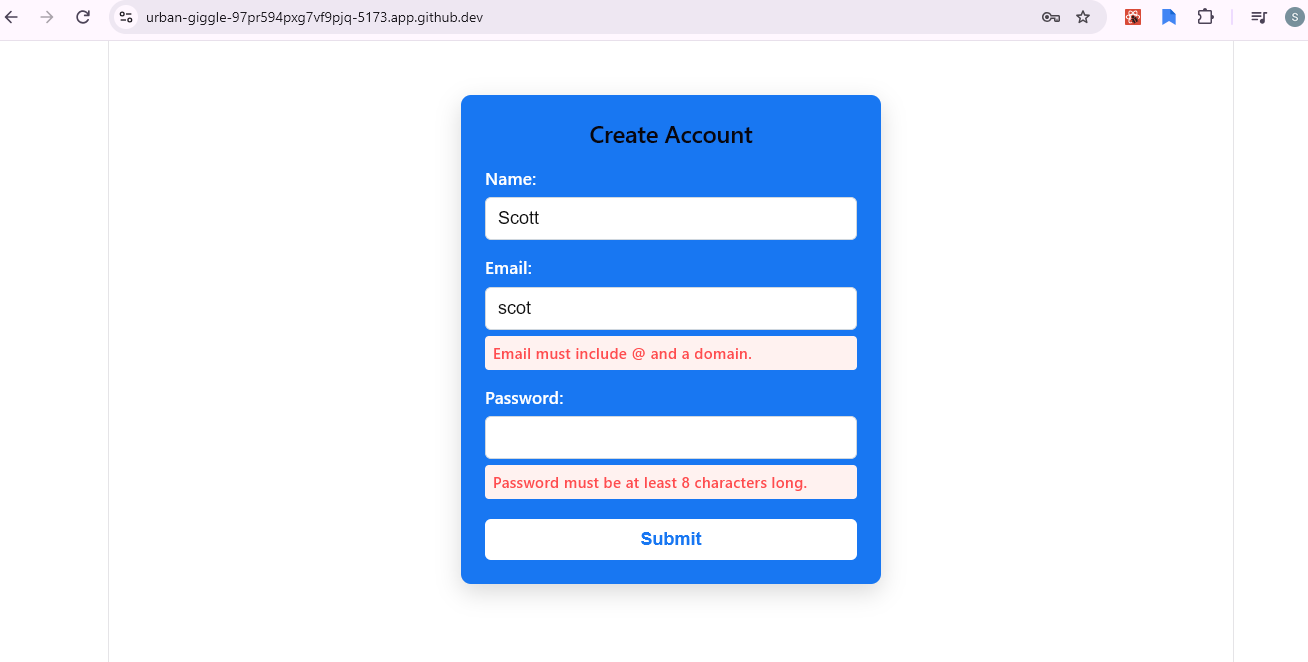 urban-giggle-97pr594pxg7vf9pjq-5173.app.github.dev
S
Create Account
Name:
Scott
Email:
scot
Email must include @ and a domain.
Password:
Password must be at least 8 characters long.
Submit